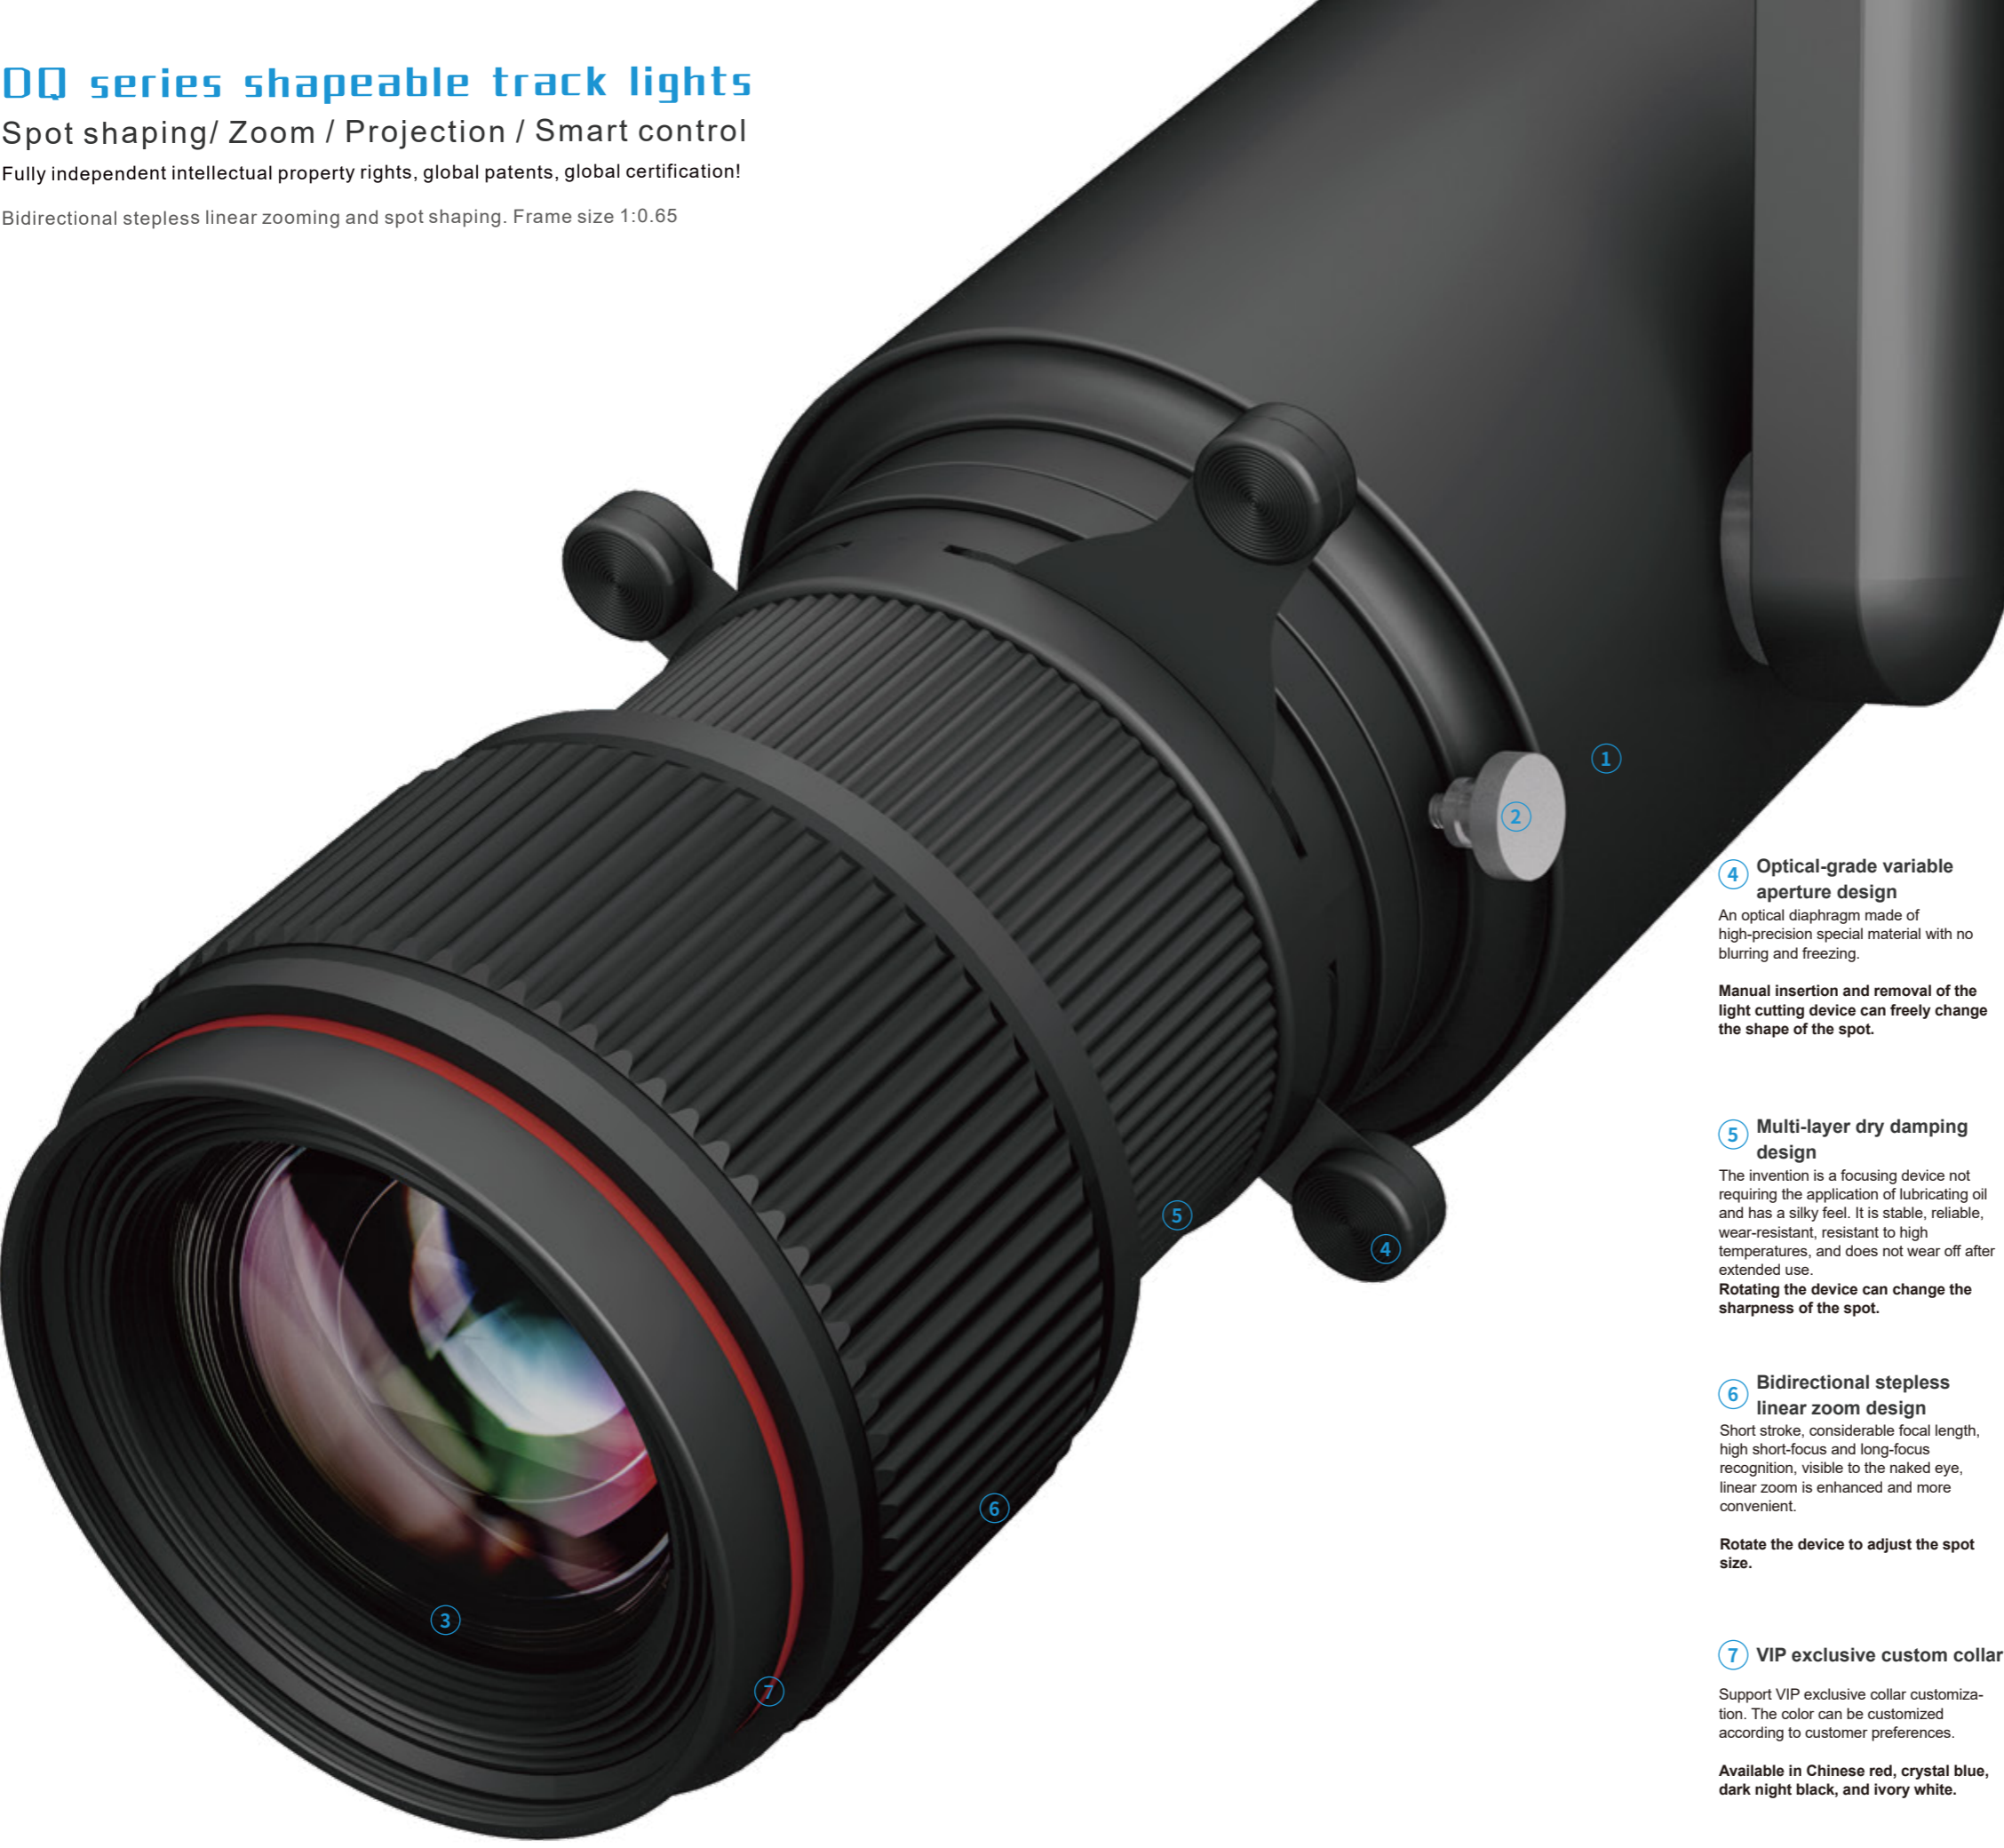 DQ series shapeable track lights
Spot shaping/ Zoom / Projection / Smart control
Fully independent intellectual property rights, global patents, global certification!
Bidirectional stepless linear zooming and spot shaping. Frame size 1:0.65
1
2
4 Optical-grade variable
aperture design
An optical diaphragm made of
high-precision special material with no
blurring and freezing.
Manual insertion and removal of the
light cutting device can freely change
the shape of the spot.
5 Multi-layer dry damping
design
The invention is a focusing device not
requiring the application of lubricating oil
and has a silky feel. It is stable, reliable,
wear-resistant, resistant to high
temperatures, and does not wear off after
extended use.
Rotating the device can change the
sharpness of the spot.
5
4
6 Bidirectional stepless
linear zoom design
Short stroke, considerable focal length,
high short-focus and long-focus
recognition, visible to the naked eye,
linear zoom is enhanced and more
convenient.
Rotate the device to adjust the spot
size.
6
3
7
7 VIP exclusive custom collar
Support VIP exclusive collar customiza-
tion. The color can be customized
according to customer preferences.
Available in Chinese red, crystal blue,
dark night black, and ivory white.